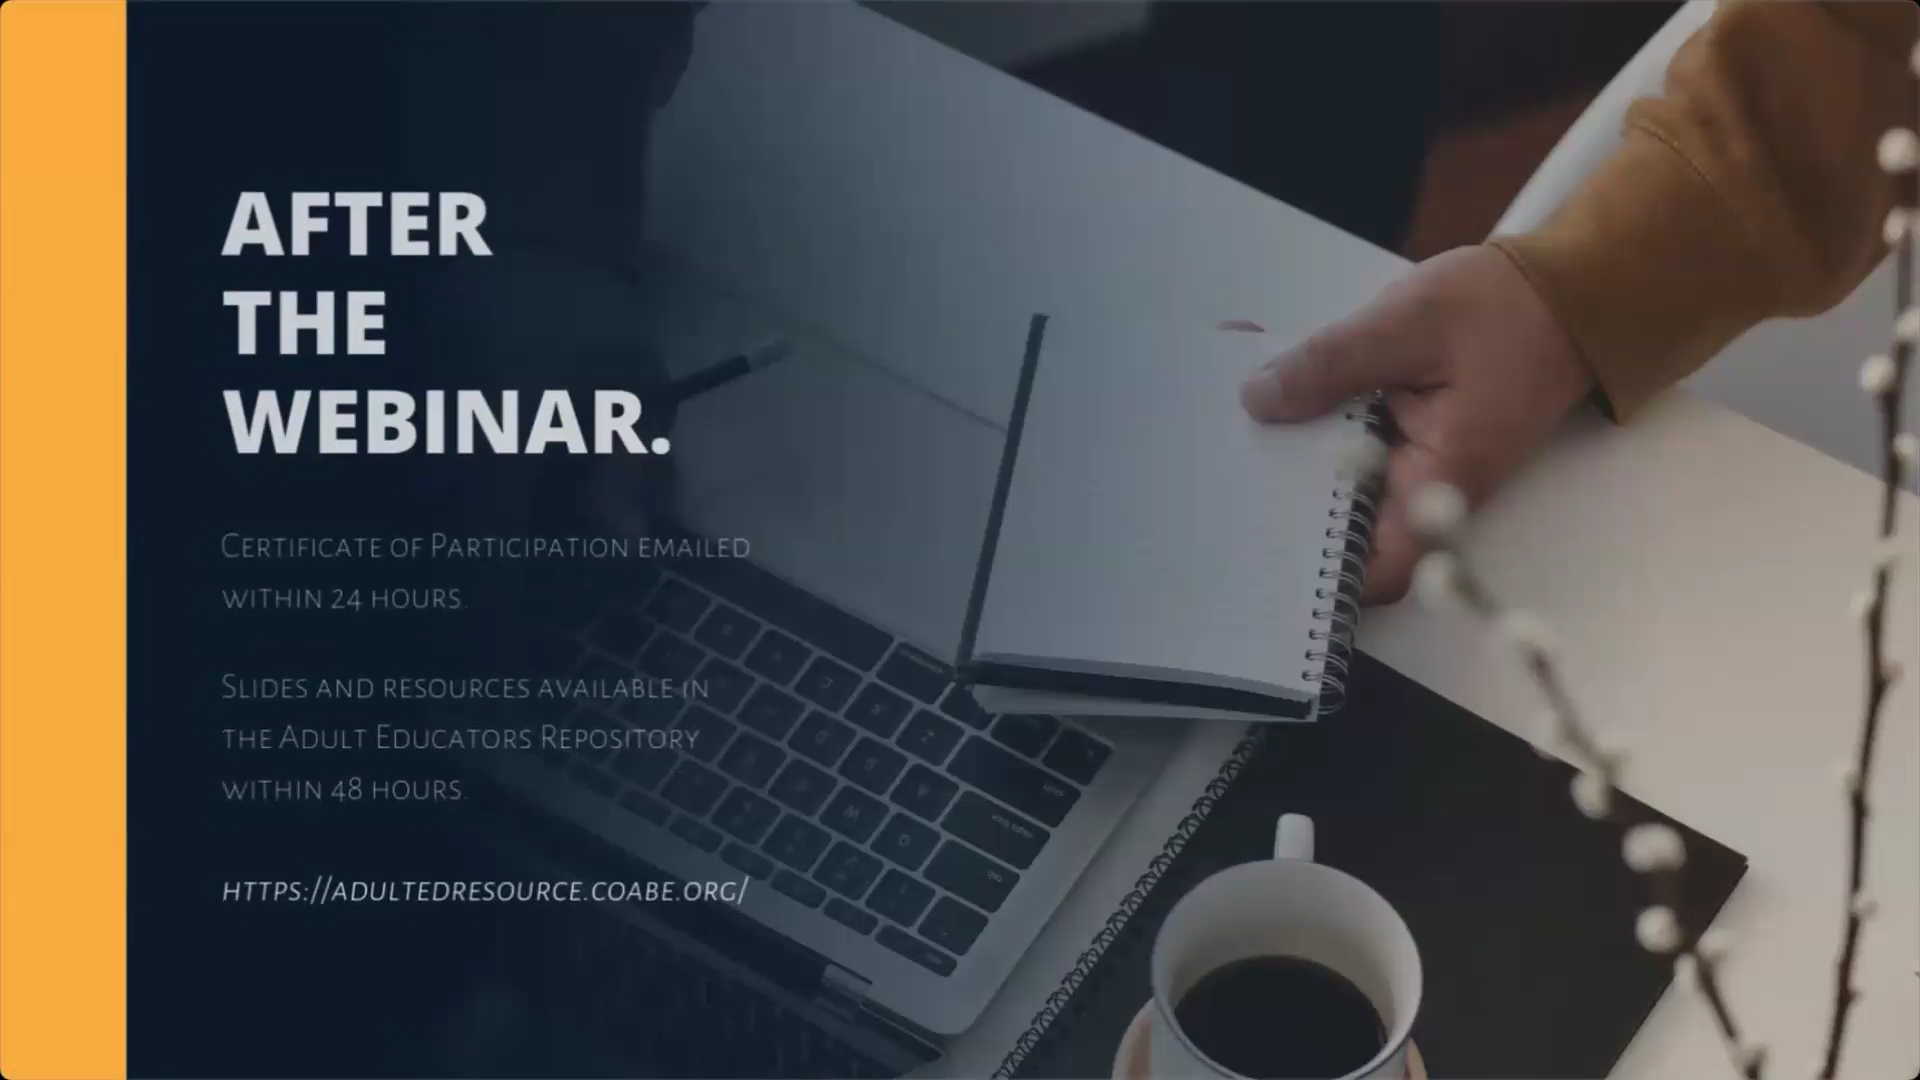 AFTER
THE
WEBINAR.
Certificate of Participation emailed
within 24 hours.
Slides and resources available in
the Adult Educators Repository
within 48 hours.
https://adultedresource.coabe.org/